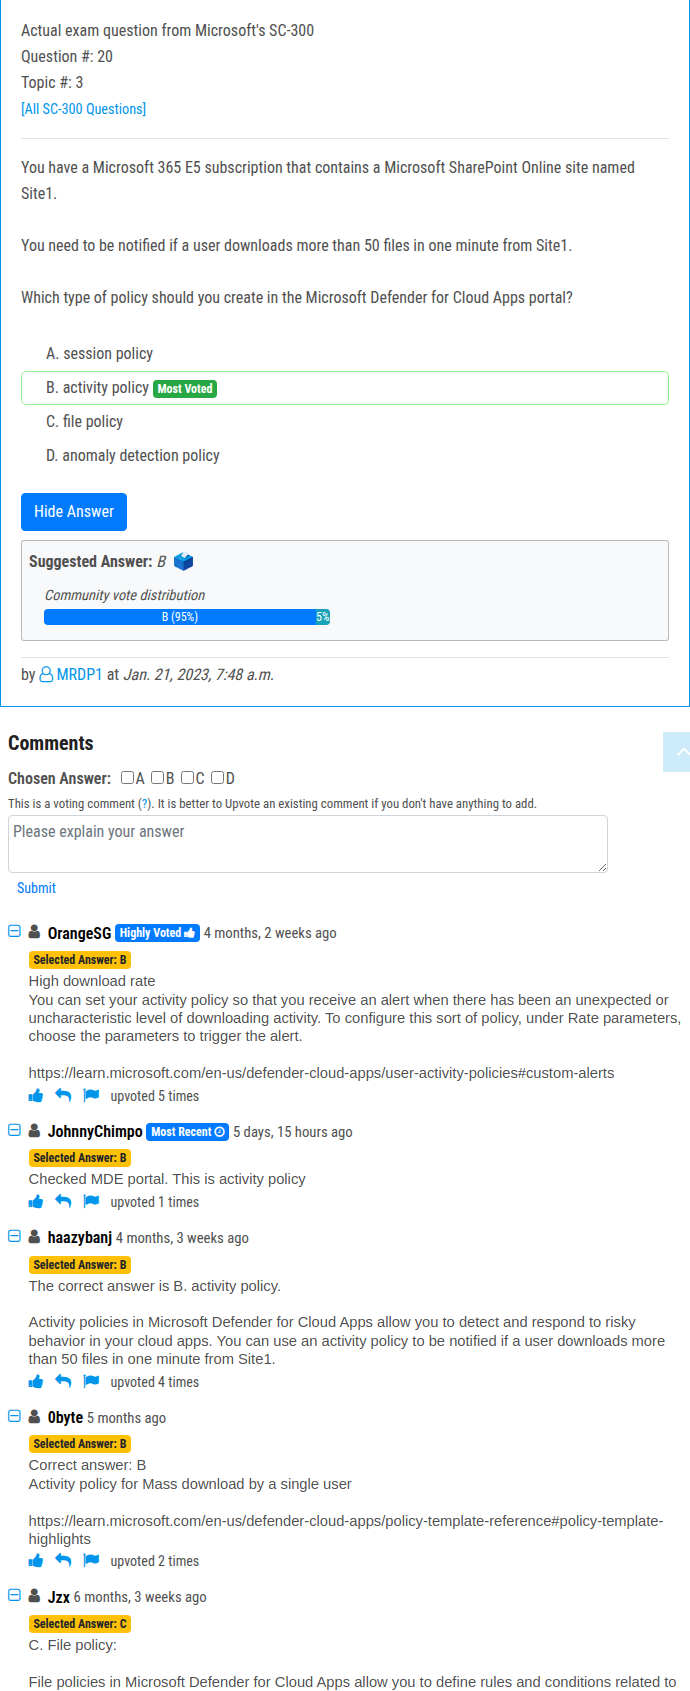 Actual exam question from Microsoft's SC-300
Question #: 20
Topic #: 3
[All SC-300 Questions]
You have a Microsoft 365 E5 subscription that contains a Microsoft SharePoint Online site named
Site1.
You need to be notified if a user downloads more than 50 files in one minute from Site1.
Which type of policy should you create in the Microsoft Defender for Cloud Apps portal?
A. session policy
B. activity policy Most Voted
C. file policy
D. anomaly detection policy
Hide Answer
Suggested Answer: B
Community vote distribution
B (95%) 5%
by MRDP1 at Jan. 21, 2023, 7:48 a.m.
Comments
Chosen Answer: A B C D
This is a voting comment (?). It is better to Upvote an existing comment if you don't have anything to add.
Please explain your answer
Submit
OrangeSG Highly Voted 4 months, 2 weeks ago
Selected Answer: B
High download rate
You can set your activity policy so that you receive an alert when there has been an unexpected or
uncharacteristic level of downloading activity. To configure this sort of policy, under Rate parameters,
choose the parameters to trigger the alert.
https://learn.microsoft.com/en-us/defender-cloud-apps/user-activity-policies#custom-alerts
upvoted 5 times
JohnnyChimpo Most Recent 5 days, 15 hours ago
Selected Answer: B
Checked MDE portal. This is activity policy
upvoted 1 times
haazybanj 4 months, 3 weeks ago
Selected Answer: B
The correct answer is B. activity policy.
Activity policies in Microsoft Defender for Cloud Apps allow you to detect and respond to risky
behavior in your cloud apps. You can use an activity policy to be notified if a user downloads more
than 50 files in one minute from Site1.
upvoted 4 times
0byte 5 months ago
Selected Answer: B
Correct answer: B
Activity policy for Mass download by a single user
https://learn.microsoft.com/en-us/defender-cloud-apps/policy-template-reference#policy-template-
highlights
upvoted 2 times
Jzx 6 months, 3 weeks ago
Selected Answer: C
C. File policy:
File policies in Microsoft Defender for Cloud Apps allow you to define rules and conditions related to